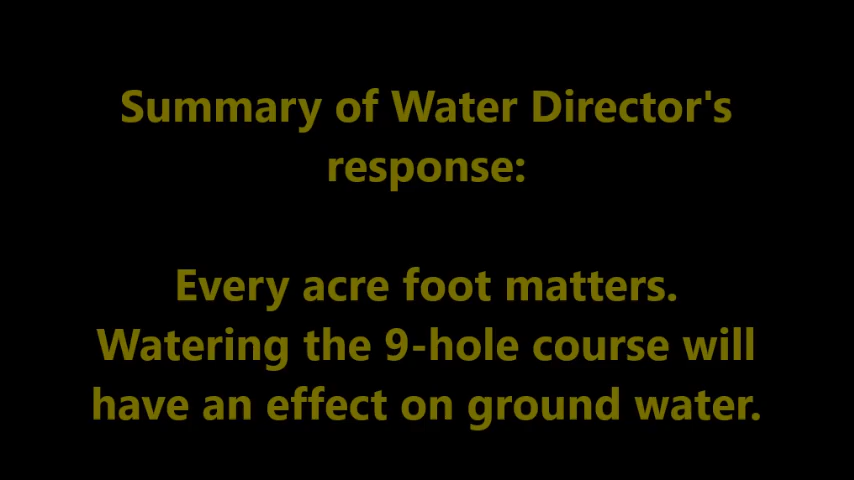 Summary of Water Director's
response:
Every acre foot matters.
Watering the 9-hole course will
have an effect on ground water.